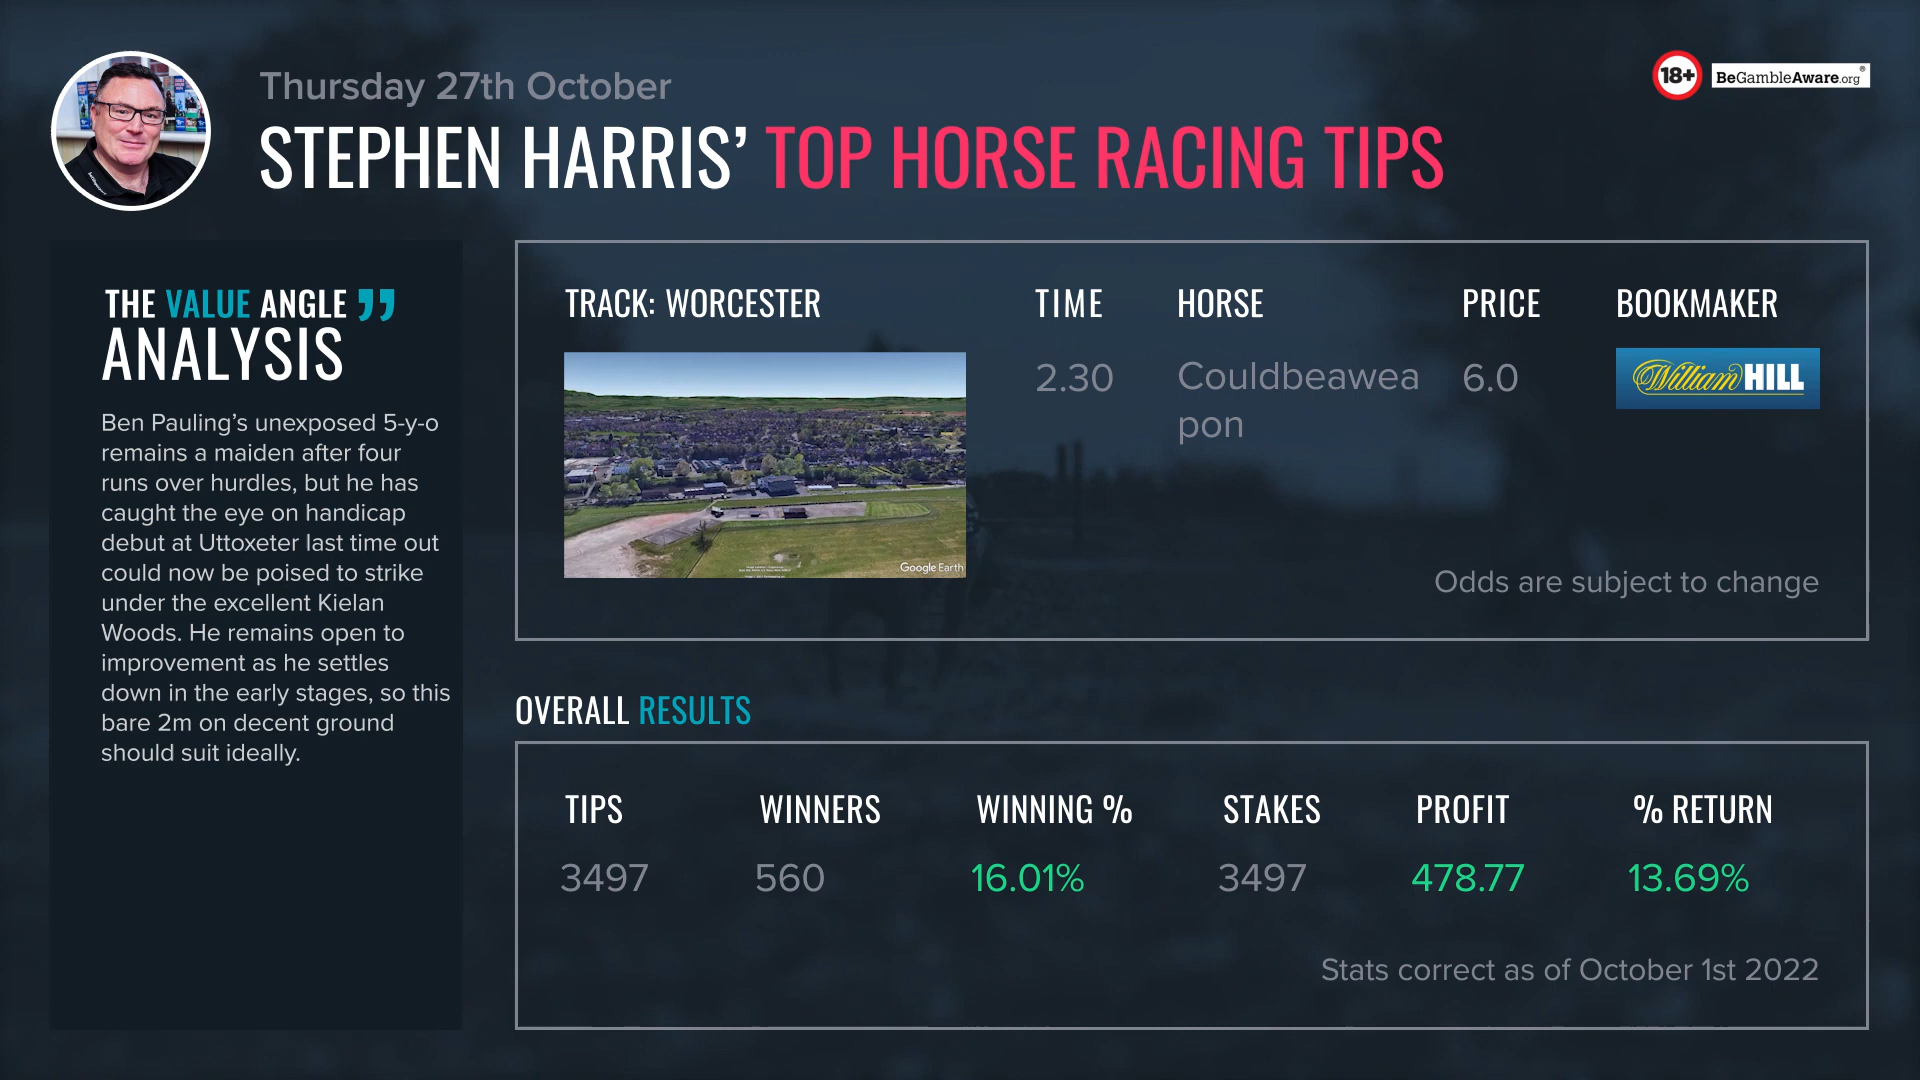 Thursday 27th October
STEPHEN HARRIS’ TOP HORSE RACING TIPS
18+
BeGambleAware.org®
THE VALUE ANGLE ”
ANALYSIS
Ben Pauling’s unexposed 5-y-o
remains a maiden after four
runs over hurdles, but he has
caught the eye on handicap
debut at Uttoxeter last time out
could now be poised to strike
under the excellent Kielan
Woods. He remains open to
improvement as he settles
down in the early stages, so this
bare 2m on decent ground
should suit ideally.
TRACK: WORCESTER
TIME HORSE PRICE BOOKMAKER
2.30 Couldbeawea 6.0 William HILL
pon
Google Earth
Odds are subject to change
OVERALL RESULTS
TIPS WINNERS WINNING % STAKES PROFIT % RETURN
3497 560 16.01% 3497 478.77 13.69%
Stats correct as of October 1st 2022